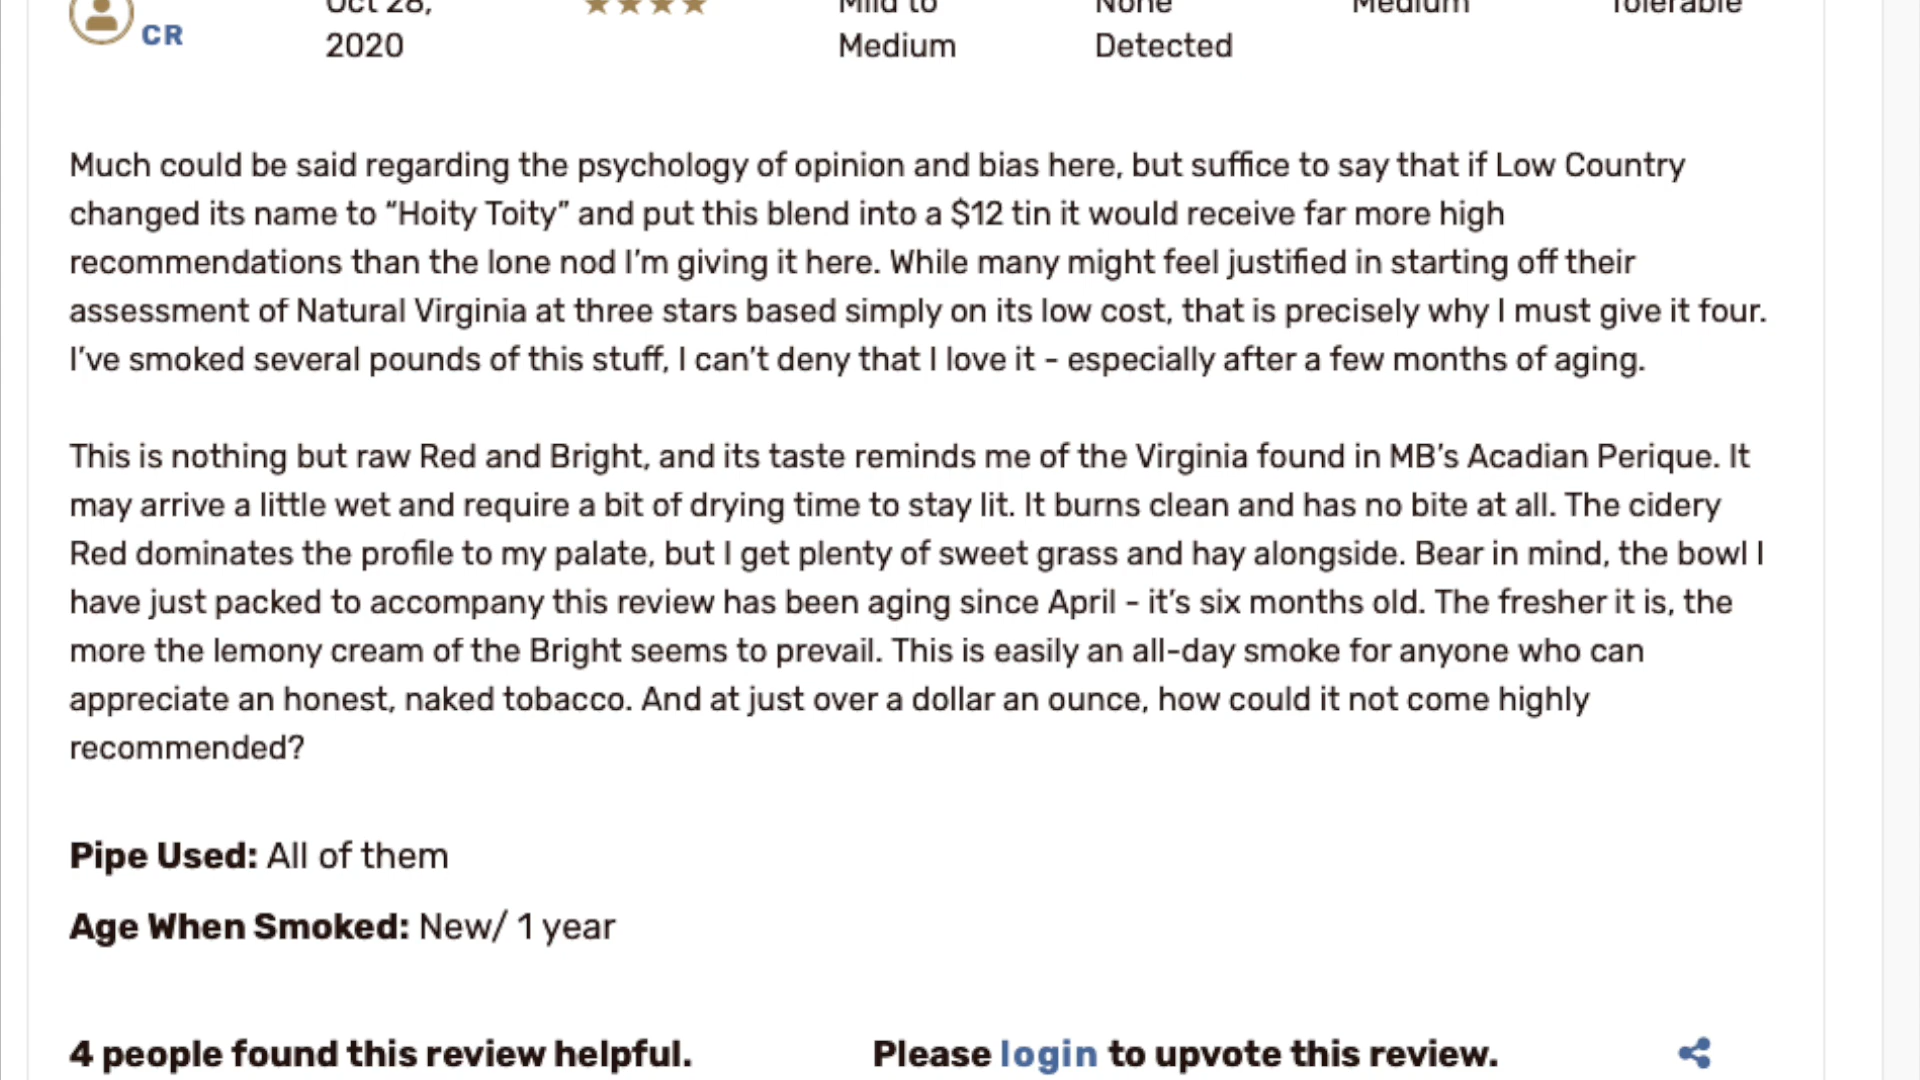 CR
Oct 28,
2020
Mild to
Medium
None
Detected
Medium
Tolerable
Much could be said regarding the psychology of opinion and bias here, but suffice to say that if Low Country
changed its name to “Hoity Toity” and put this blend into a $12 tin it would receive far more high
recommendations than the lone nod I’m giving it here. While many might feel justified in starting off their
assessment of Natural Virginia at three stars based simply on its low cost, that is precisely why I must give it four.
I’ve smoked several pounds of this stuff, I can’t deny that I love it - especially after a few months of aging.
This is nothing but raw Red and Bright, and its taste reminds me of the Virginia found in MB’s Acadian Perique. It
may arrive a little wet and require a bit of drying time to stay lit. It burns clean and has no bite at all. The cidery
Red dominates the profile to my palate, but I get plenty of sweet grass and hay alongside. Bear in mind, the bowl I
have just packed to accompany this review has been aging since April - it’s six months old. The fresher it is, the
more the lemony cream of the Bright seems to prevail. This is easily an all-day smoke for anyone who can
appreciate an honest, naked tobacco. And at just over a dollar an ounce, how could it not come highly
recommended?
Pipe Used: All of them
Age When Smoked: New/ 1 year
4 people found this review helpful.
Please login to upvote this review.